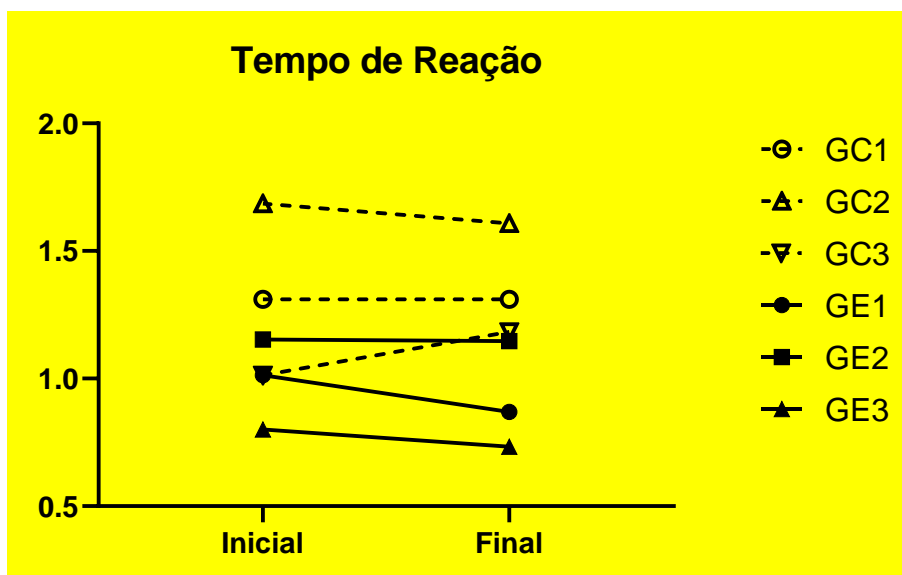 Tempo de Reação
2.0
1.5
1.0
0.5
Inicial
Final
GC1
GC2
GC3
GE1
GE2
GE3